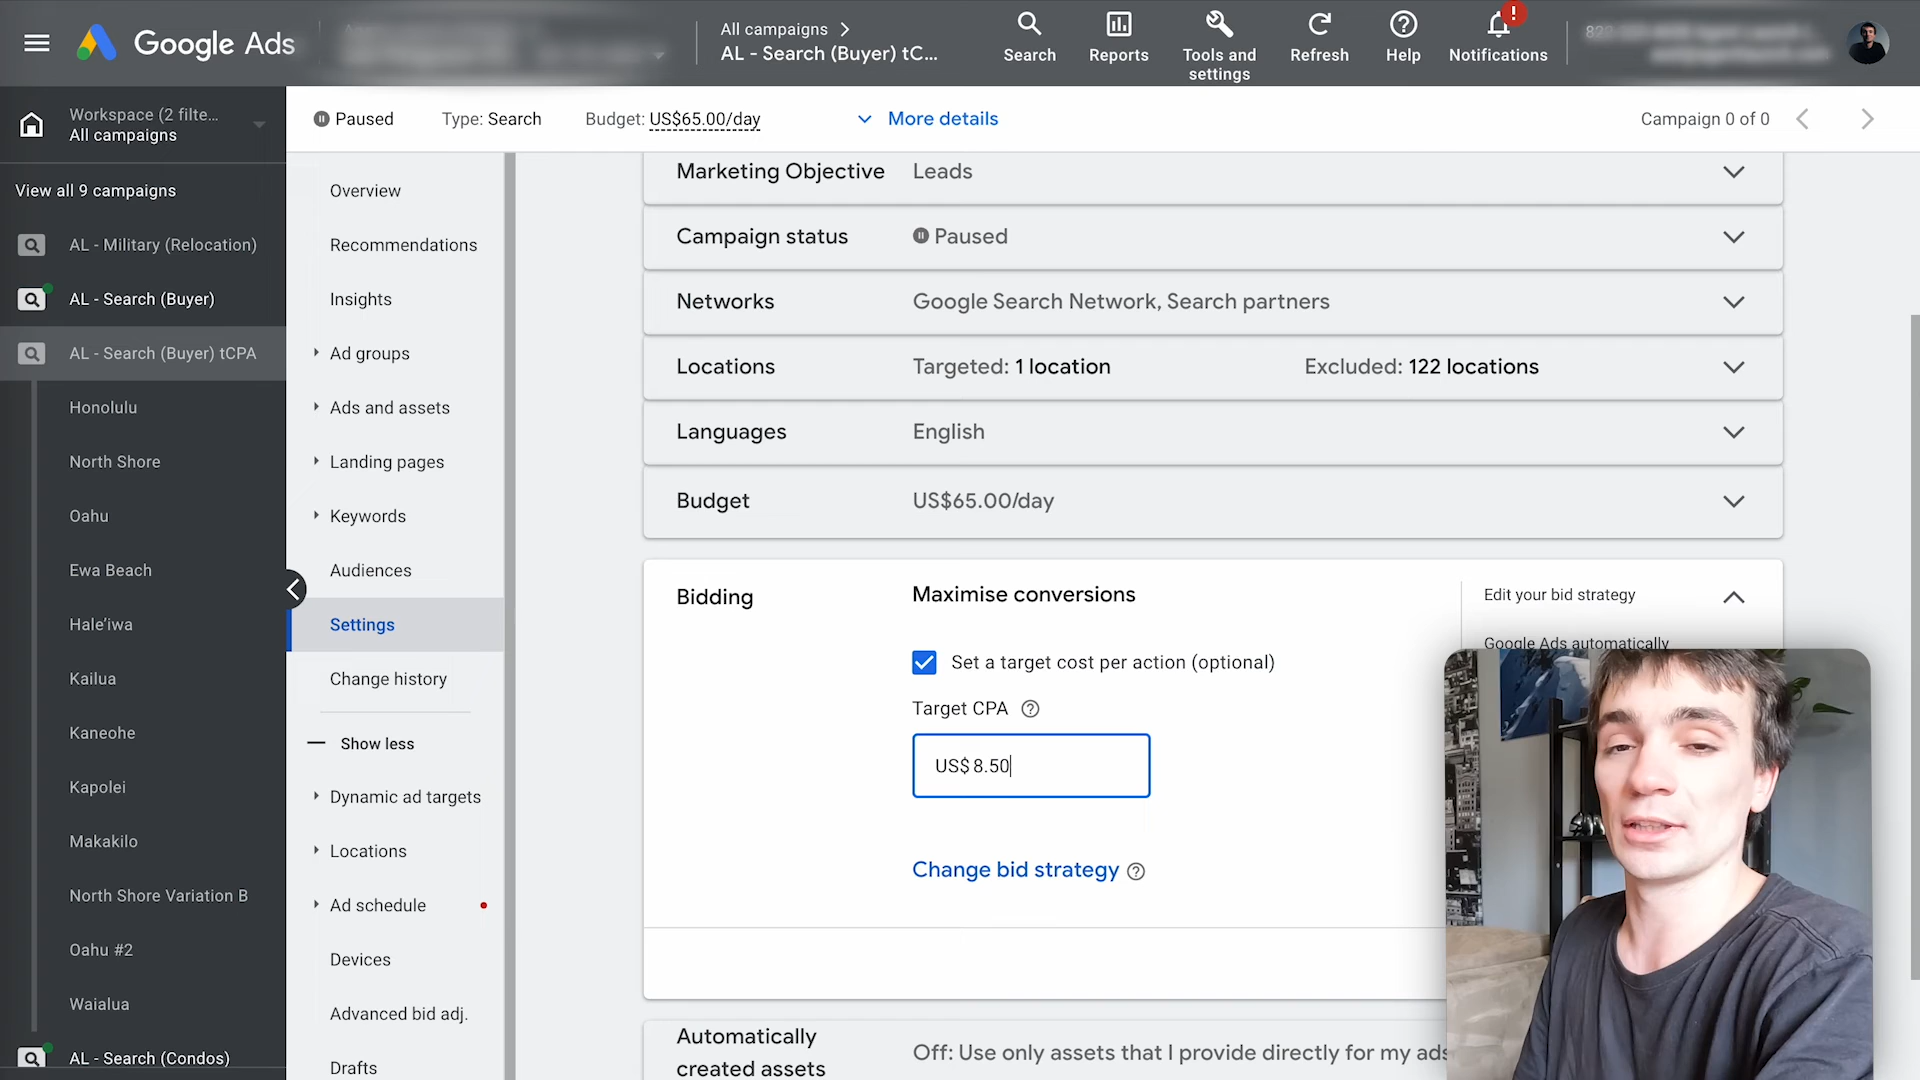 Google Ads
All campaigns
AL - Search (Buyer) tC...
Search
Reports
Tools and
settings
Refresh
Help
!
Notifications
Workspace (2 filte...
All campaigns
View all 9 campaigns
AL - Military (Relocation)
AL - Search (Buyer)
AL - Search (Buyer) tCPA
Honolulu
North Shore
Oahu
Ewa Beach
Hale'iwa
Kailua
Kaneohe
Kapolei
Makakilo
North Shore Variation B
Oahu #2
Waialua
AL - Search (Condos)
Paused
Type: Search
Budget: US$65.00/day
More details
Campaign 0 of 0
Overview
Recommendations
Insights
Ad groups
Ads and assets
Landing pages
Keywords
Audiences
Settings
Change history
Show less
Dynamic ad targets
Locations
Ad schedule
Devices
Advanced bid adj.
Drafts
Marketing Objective Leads
Campaign status Paused
Networks Google Search Network, Search partners
Locations Targeted: 1 location Excluded: 122 locations
Languages English
Budget US$65.00/day
Bidding
Maximise conversions
Set a target cost per action (optional)
Target CPA ?
US$ 8.50
Change bid strategy ?
Edit your bid strategy
Google Ads automatically
Automatically
created assets
Off: Use only assets that I provide directly for my ads